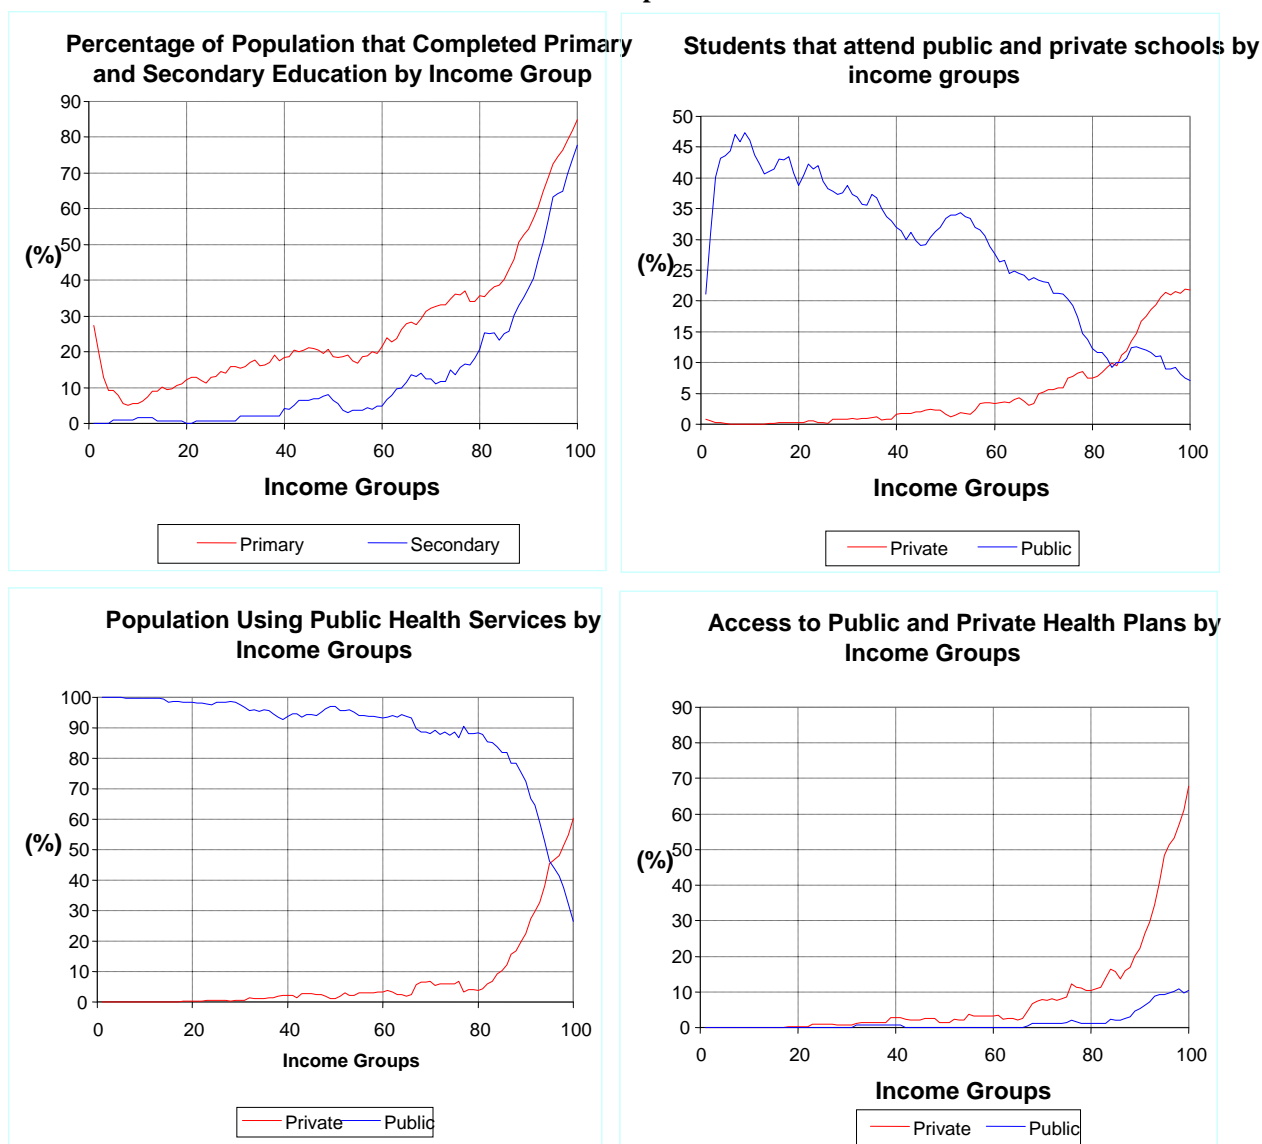 Percentage of Population that Completed Primary
and Secondary Education by Income Group
90
80
70
60
50
40
30
20
10
0
(%)
0 20 40 60 80 100
Income Groups
Primary Secondary
Students that attend public and private schools by
income groups
50
45
40
35
30
25
20
15
10
5
0
(%)
0 20 40 60 80 100
Income Groups
Private Public
Population Using Public Health Services by
Income Groups
100
90
80
70
60
50
40
30
20
10
0
(%)
0 20 40 60 80 100
Income Groups
Private Public
Access to Public and Private Health Plans by
Income Groups
90
80
70
60
50
40
30
20
10
0
(%)
0 20 40 60 80 100
Income Groups
Private Public